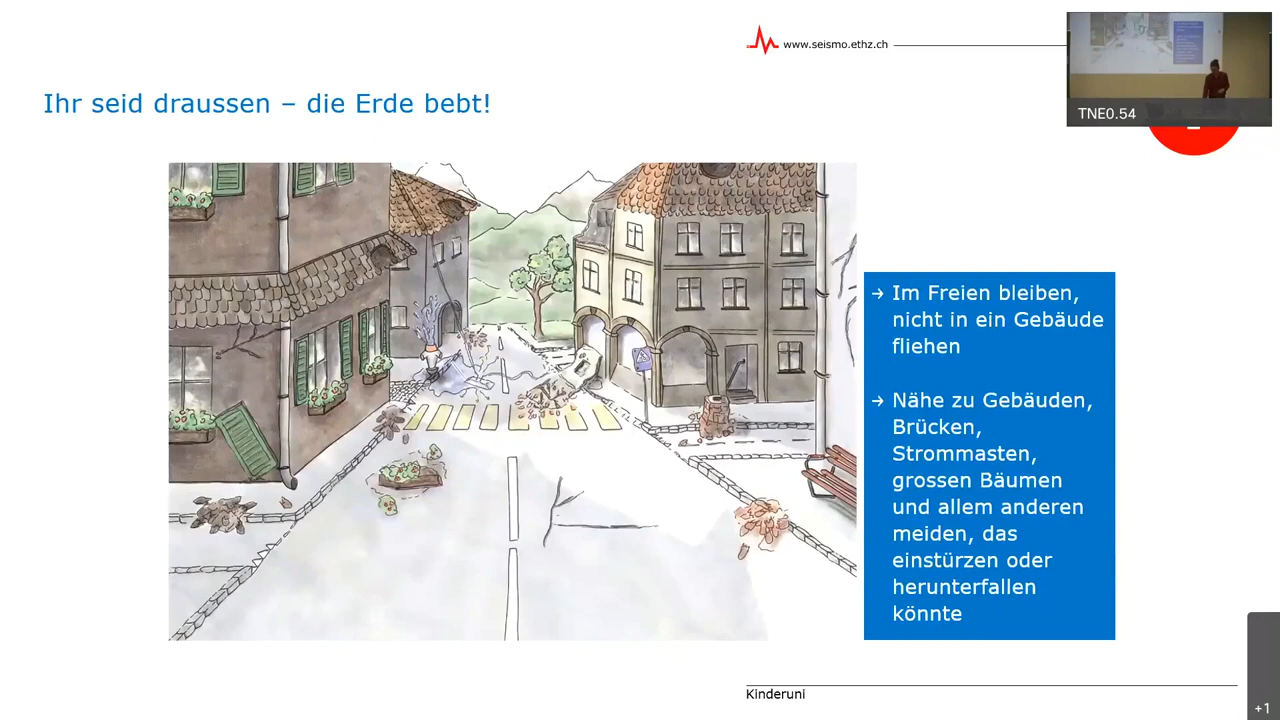 www.seismo.ethz.ch
TNE0.54
Ihr seid draussen – die Erde bebt!
→ Im Freien bleiben,
nicht in ein Gebäude
fliehen
→ Nähe zu Gebäuden,
Brücken,
Strommasten,
grossen Bäumen
und allem anderen
meiden, das
einstürzen oder
herunterfallen
könnte
Kinderuni
+1